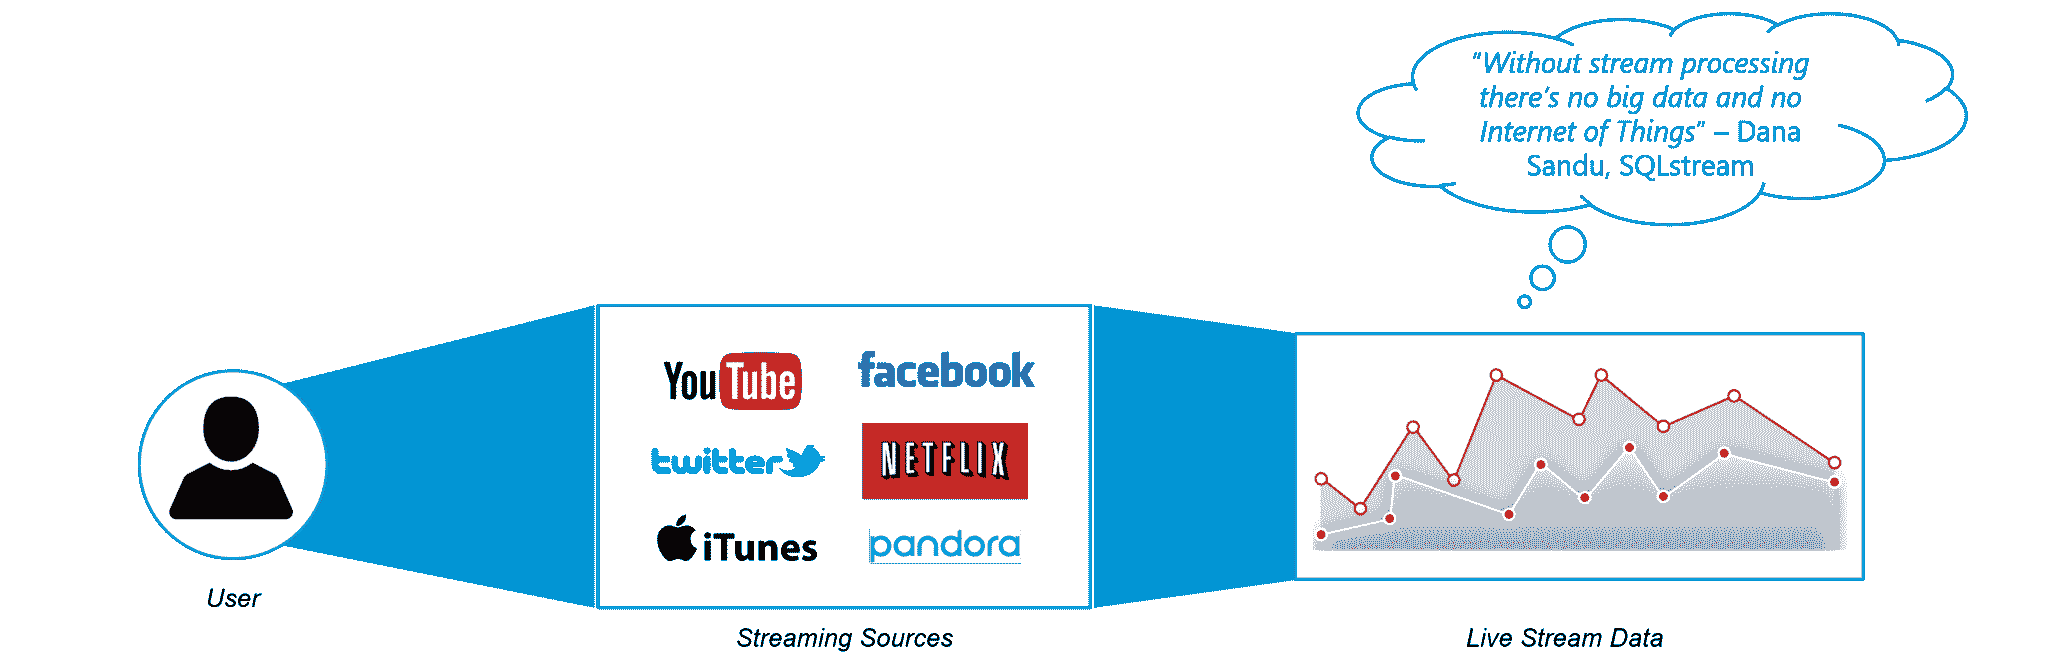 "Without stream processing
there's no big data and no
Internet of Things" – Dana
Sandu, SQLstream
YouTube
facebook
twitter
NETFLIX
iTunes
pandora
User
Streaming Sources
Live Stream Data